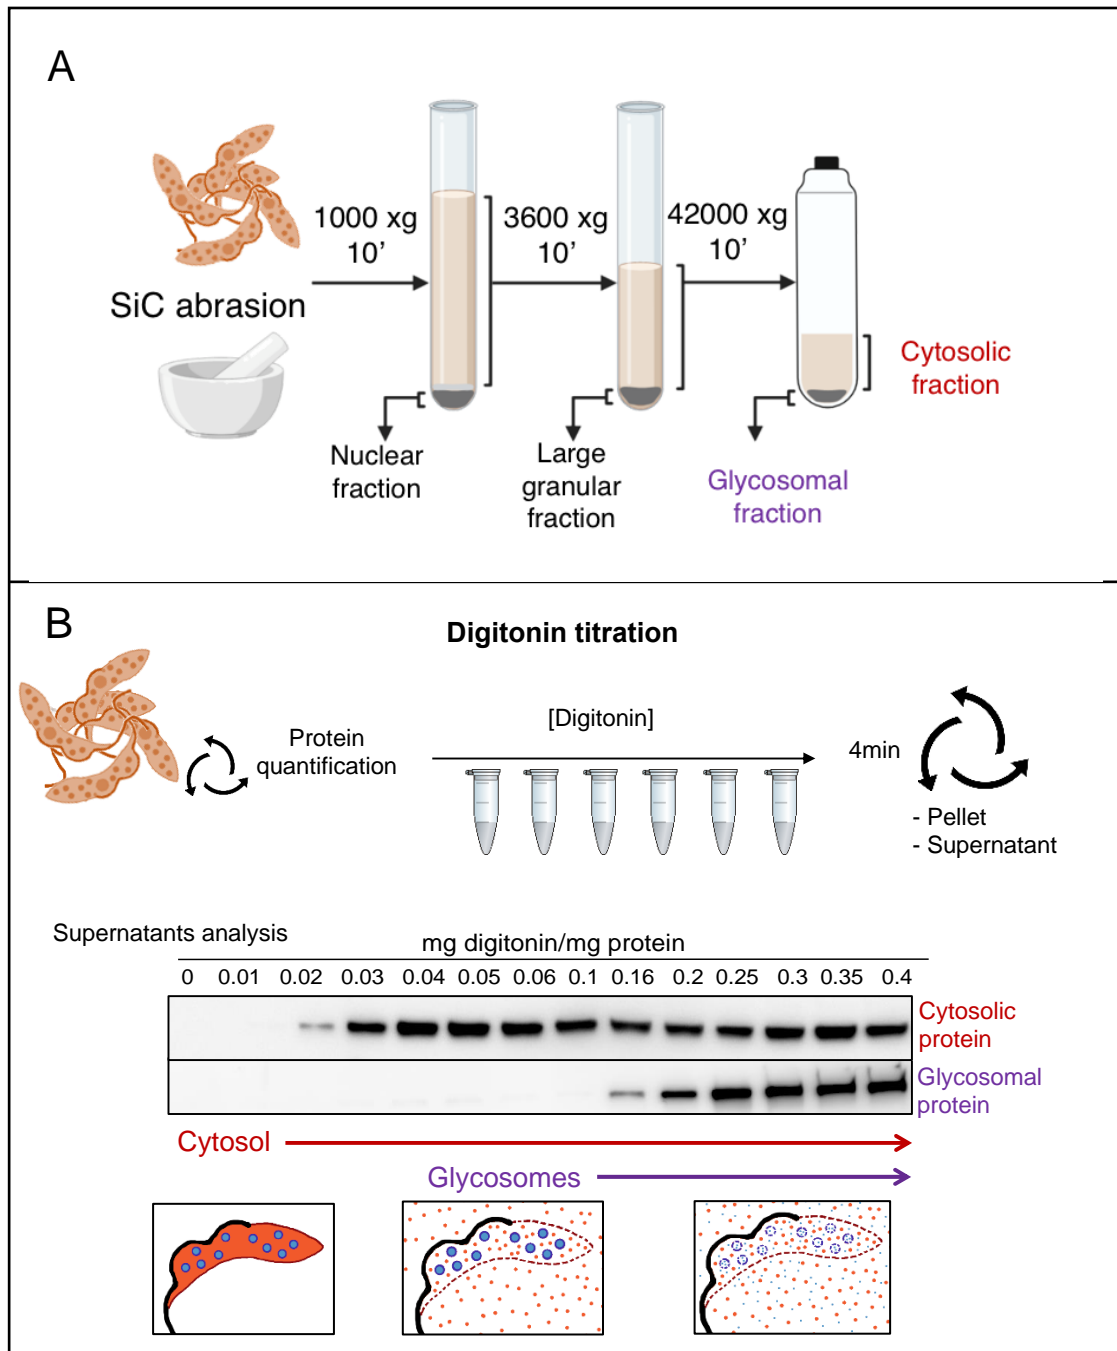 A
1000 xg
10’
3600 xg
10’
42000 xg
10’
SiC abrasion
Cytosolic
fraction
Nuclear
fraction
Large
granular
fraction
Glycosomal
fraction
B
Digitonin titration
Protein
quantification
[Digitonin]
4min
- Pellet
- Supernatant
Supernatants analysis
mg digitonin/mg protein
0 0.01 0.02 0.03 0.04 0.05 0.06 0.1 0.16 0.2 0.25 0.3 0.35 0.4
Cytosolic
protein
Glycosomal
protein
Cytosol
Glycosomes